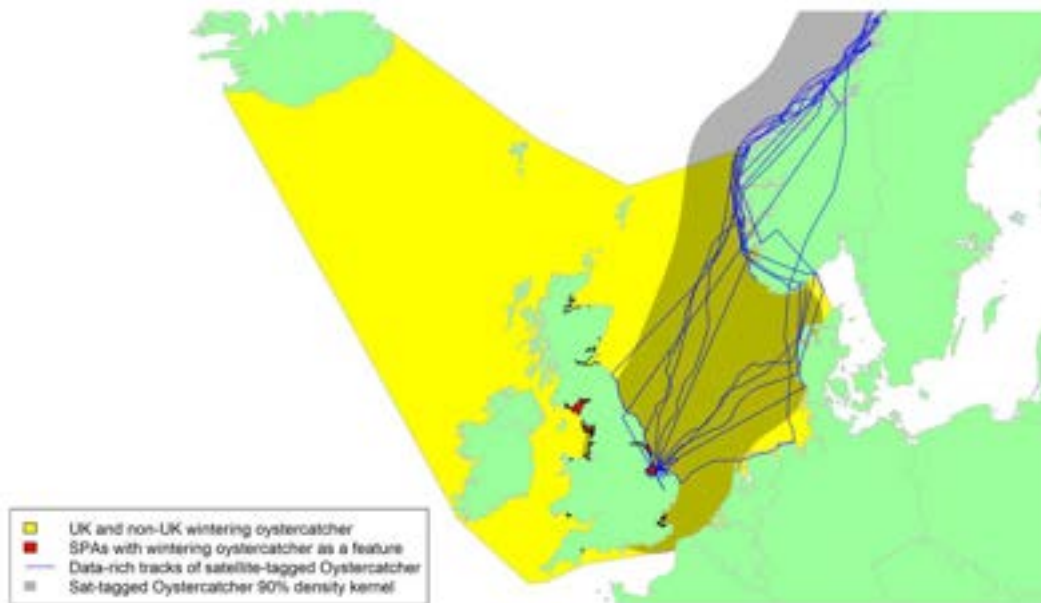 UK and non-UK wintering oystercatcher
SPAs with wintering oystercatcher as a feature
Data-rich tracks of satellite-tagged Oystercatcher
Sat-tagged Oystercatcher 90% density kernel